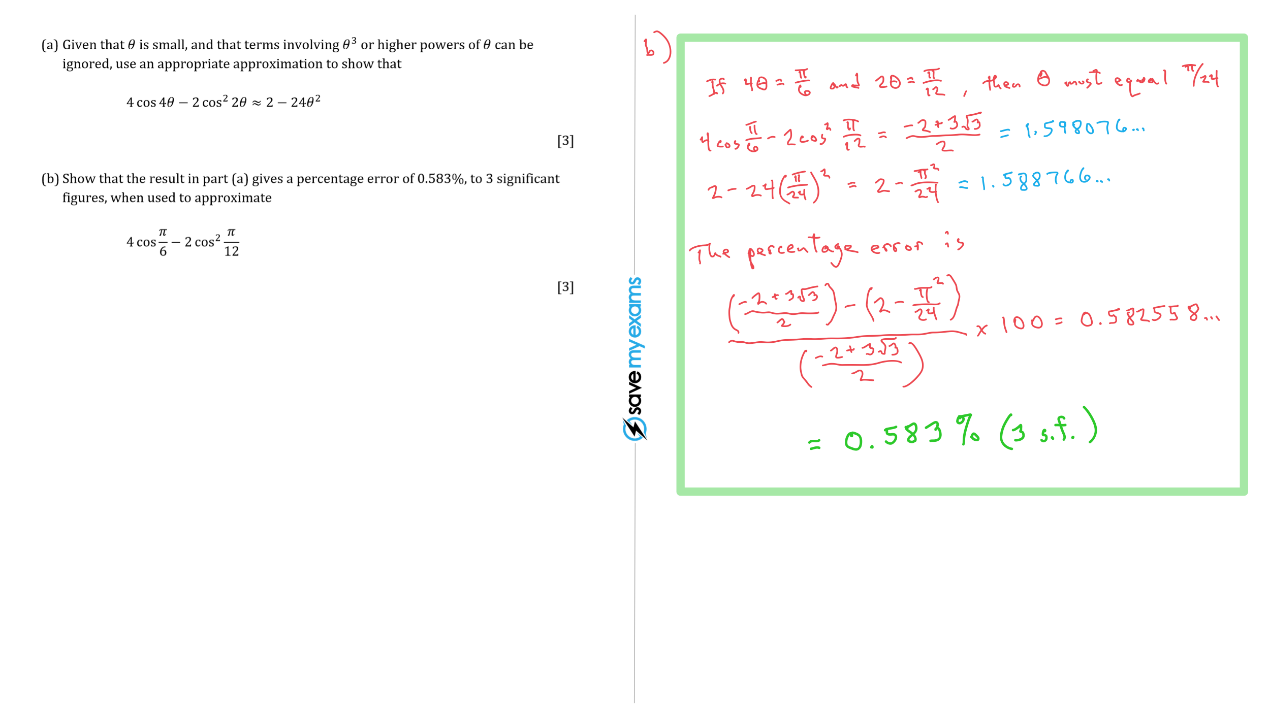 (a) Given that θ is small, and that terms involving θ³ or higher powers of θ can be
ignored, use an appropriate approximation to show that
4 cos 4θ − 2 cos² 2θ ≈ 2 − 24θ²
[3]
(b) Show that the result in part (a) gives a percentage error of 0.583%, to 3 significant
figures, when used to approximate
4 cos π/6 − 2 cos² π/12
[3]
savemyexams
b)
If 4θ = π/6 and 2θ = π/12, then θ must equal π/24
4cos π/6 − 2cos² π/12 = (−2+3√3)/2 = 1.598076...
2 − 24(π/24)² = 2 − π²/24 = 1.588766...
The percentage error is
((−2+3√3)/2) − (2 − π²/24) / ((−2+3√3)/2) × 100 = 0.582558...
= 0.583% (3 s.f.)